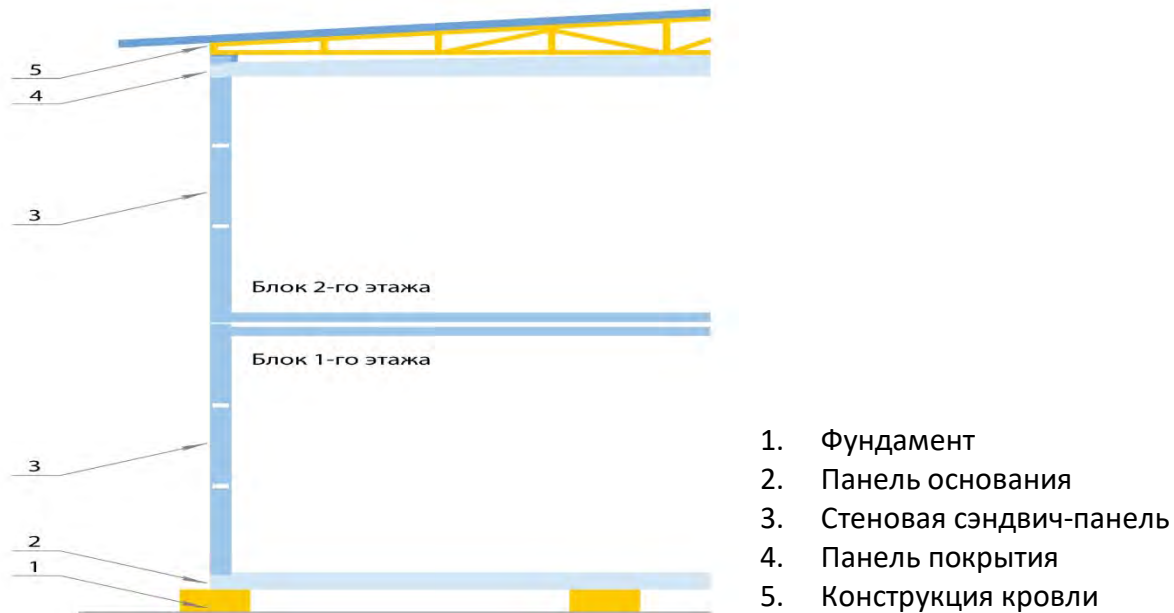 5
4
3
Блок 2-го этажа
Блок 1-го этажа
3
2
1
1. Фундамент
2. Панель основания
3. Стеновая сэндвич-панель
4. Панель покрытия
5. Конструкция кровли